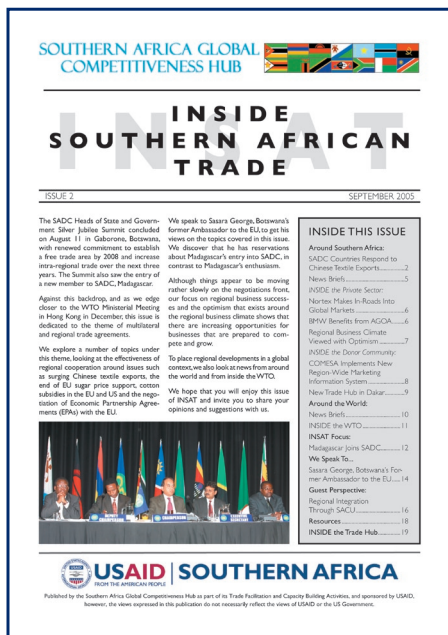 SOUTHERN AFRICA GLOBAL
COMPETITIVENESS HUB
INSAT
INSIDE
SOUTHERN AFRICAN
TRADE
ISSUE 2
SEPTEMBER 2005
The SADC Heads of State and Govern-
ment Silver Jubilee Summit concluded
on August 11 in Gaborone, Botswana,
with renewed commitment to establish
a free trade area by 2008 and increase
intra-regional trade over the next three
years. The Summit also saw the entry of
a new member to SADC, Madagascar.
Against this backdrop, and as we edge
closer to the WTO Ministerial Meeting
in Hong Kong in December, this issue is
dedicated to the theme of multilateral
and regional trade agreements.
We explore a number of topics under
this theme, looking at the effectiveness of
regional cooperation around issues such
as surging Chinese textile exports, the
end of EU sugar price support, cotton
subsidies in the EU and US and the nego-
tiation of Economic Partnership Agree-
ments (EPAs) with the EU.
We speak to Sasara George, Botswana's
former Ambassador to the EU, to get his
views on the topics covered in this issue.
We discover that he has reservations
about Madagascar's entry into SADC, in
contrast to Madagascar's enthusiasm.
Although things appear to be moving
rather slowly on the negotiations front,
our focus on regional business success-
es and the optimism that exists around
the regional business climate shows that
there are increasing opportunities for
businesses that are prepared to com-
pete and grow.
To place regional developments in a global
context, we also look at news from around
the world and from inside the WTO.
We hope that you will enjoy this issue
of INSAT and invite you to share your
opinions and suggestions with us.
INSIDE THIS ISSUE
Around Southern Africa:
SADC Countries Respond to
Chinese Textile Exports.......2
News Briefs.......5
INSIDE the Private Sector:
Nortex Makes In-Roads Into
Global Markets.......6
BMW Benefits from AGOA.......6
Regional Business Climate
Viewed with Optimism.......7
INSIDE the Donor Community:
COMESA Implements New
Region-Wide Marketing
Information System.......8
New Trade Hub in Dakar.......9
Around the World:
News Briefs.......10
INSIDE the WTO.......11
INSAT Focus:
Madagascar Joins SADC.......12
We Speak To...
Sasara George, Botswana's For-
mer Ambassador to the EU.....14
Guest Perspective:
Regional Integration
Through SACU.......16
Resources.......18
INSIDE the Trade Hub.......19
CHAIRPERSON
EXECUTIVE SECRETARY
USAID
FROM THE AMERICAN PEOPLE
SOUTHERN AFRICA
Published by the Southern Africa Global Competitiveness Hub as part of its Trade Facilitation and Capacity Building Activities, and sponsored by USAID,
however, the views expressed in this publication do not necessarily reflect the views of USAID or the US Government.